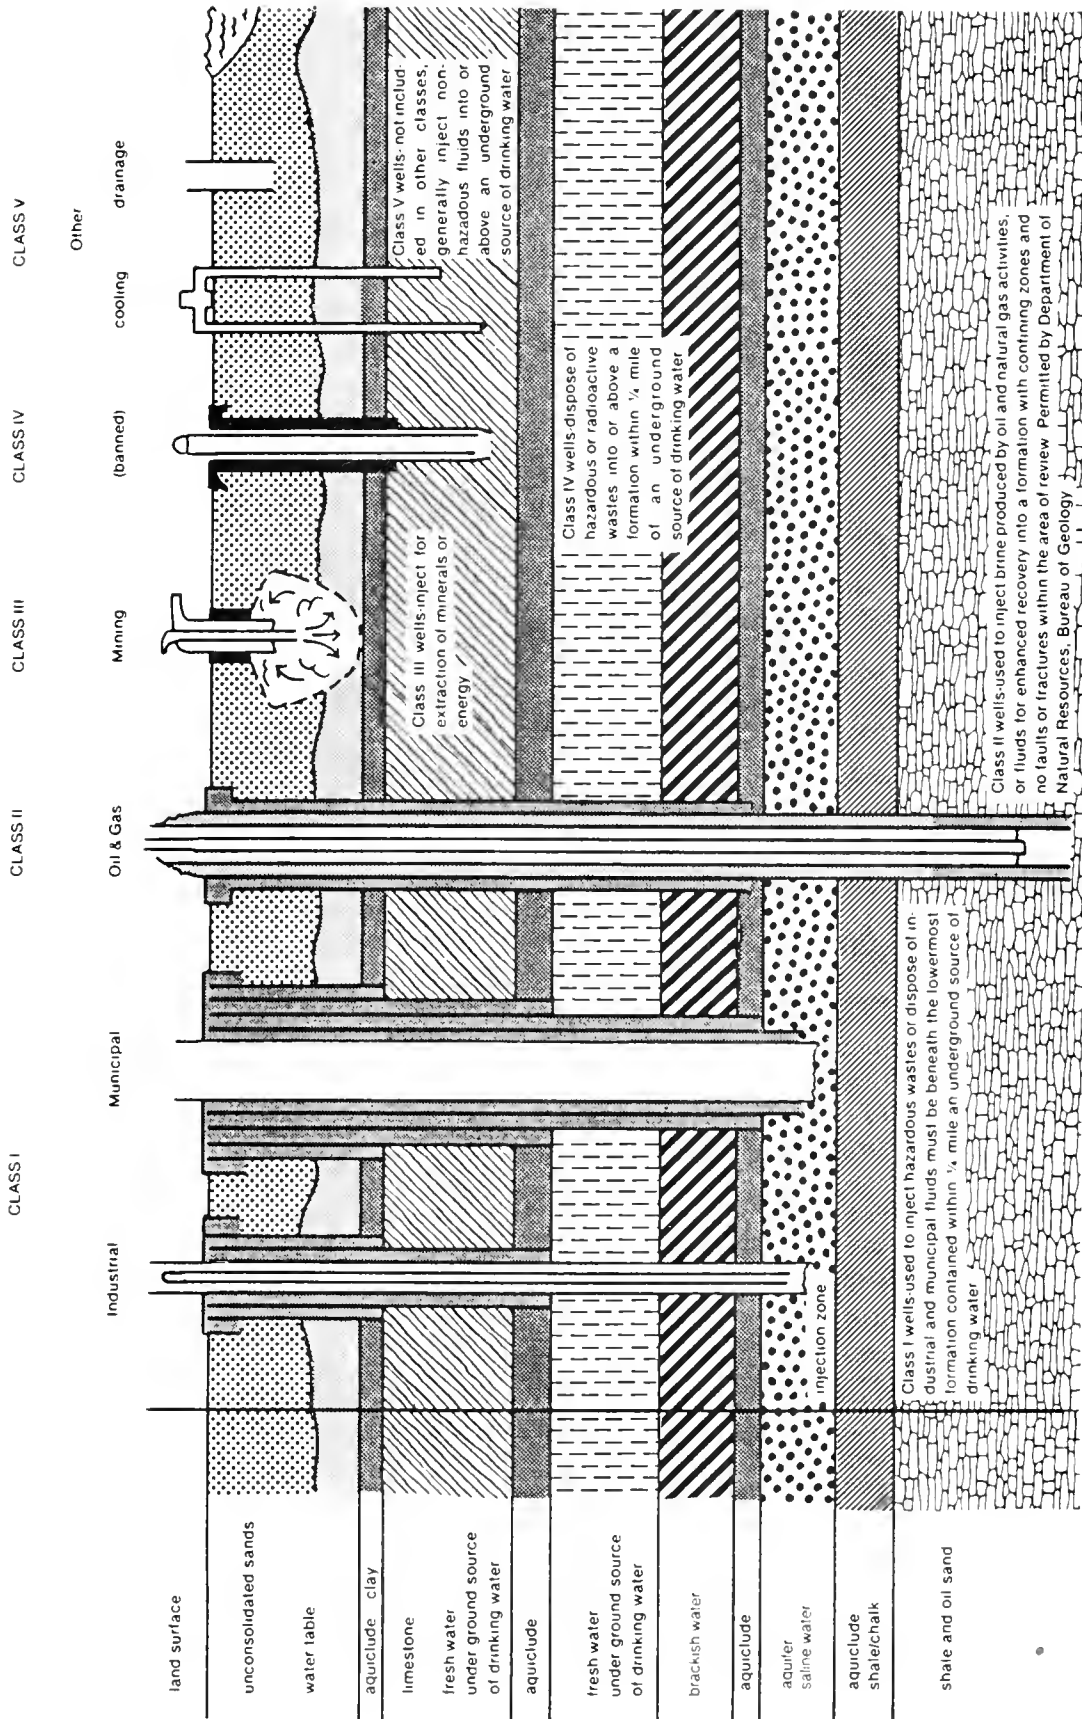 CLASS I
CLASS II
CLASS III
CLASS IV
CLASS V
Industrial
Municipal
Oil & Gas
Mining
(banned)
Other
cooling
drainage
land surface
unconsolidated sands
water table
aquiclude clay
limestone
fresh water
under ground source
of drinking water
aquiclude
fresh water
under ground source
of drinking water
brackish water
aquiclude
aquifer
saline water
aquiclude
shale/chalk
shale and oil sand
injection zone
Class I wells-used to inject hazardous wastes or dispose of in-
dustrial and municipal fluids must be beneath the lowermost
formation contained within ¼ mile an underground source of
drinking water
Class II wells-used to inject brine produced by oil and natural gas activities,
or fluids for enhanced recovery into a formation with confining zones and
no faults or fractures within the area of review Permitted by Department of
Natural Resources, Bureau of Geology
Class III wells-inject for
extraction of minerals or
energy
Class IV wells-dispose of
hazardous or radioactive
wastes into or above a
formation within ¼ mile
of an underground
source of drinking water
Class V wells- not includ-
ed in other classes,
generally inject non-
hazadous fluids into or
above an underground
source of drinking water